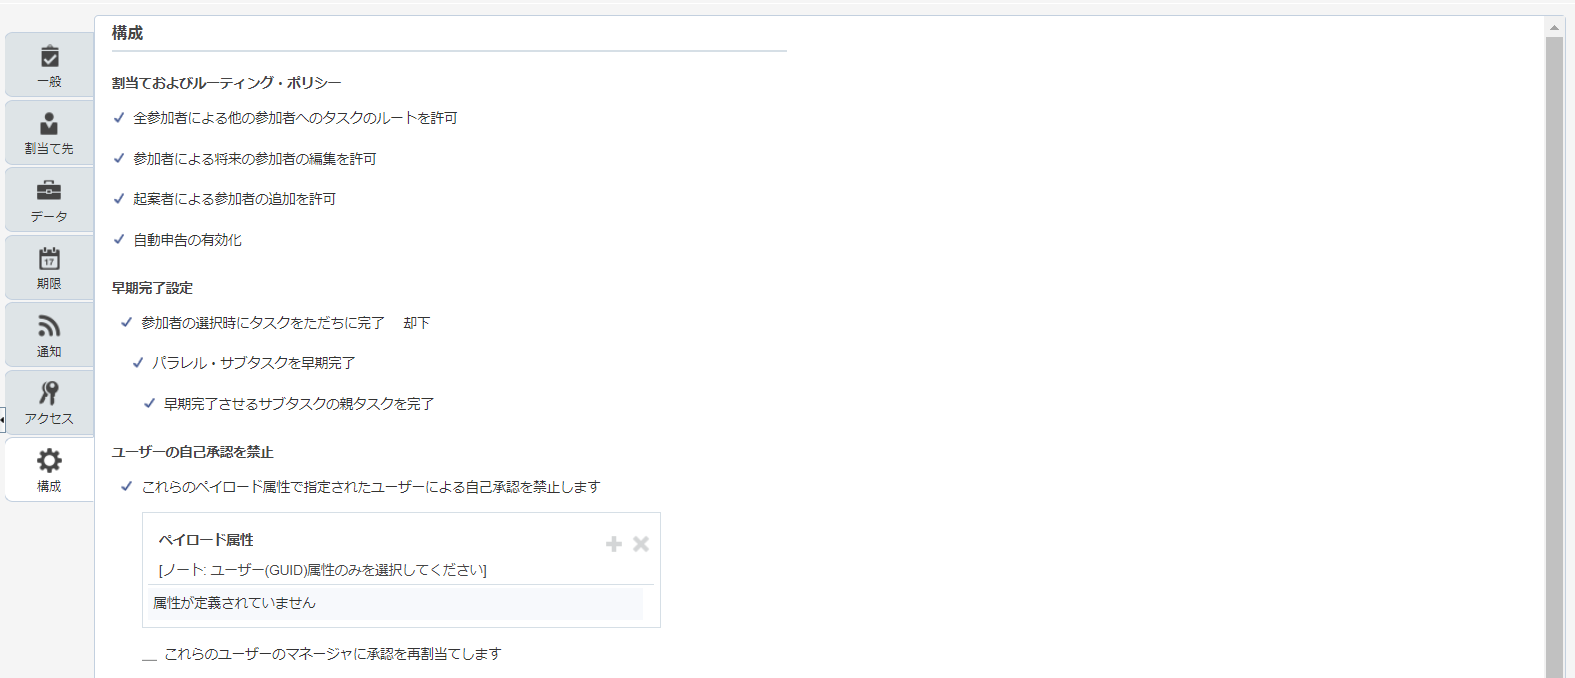 構成
一般
割当て先
データ
17
期限
通知
アクセス
構成
割当ておよびルーティング・ポリシー
全参加者による他の参加者へのタスクのルートを許可
参加者による将来の参加者の編集を許可
起案者による参加者の追加を許可
自動申告の有効化
早期完了設定
参加者の選択時にタスクをただちに完了 却下
パラレル・サブタスクを早期完了
早期完了させるサブタスクの親タスクを完了
ユーザーの自己承認を禁止
これらのペイロード属性で指定されたユーザーによる自己承認を禁止します
ペイロード属性
[ノート: ユーザー(GUID)属性のみを選択してください]
属性が定義されていません
これらのユーザーのマネージャに承認を再割当てします